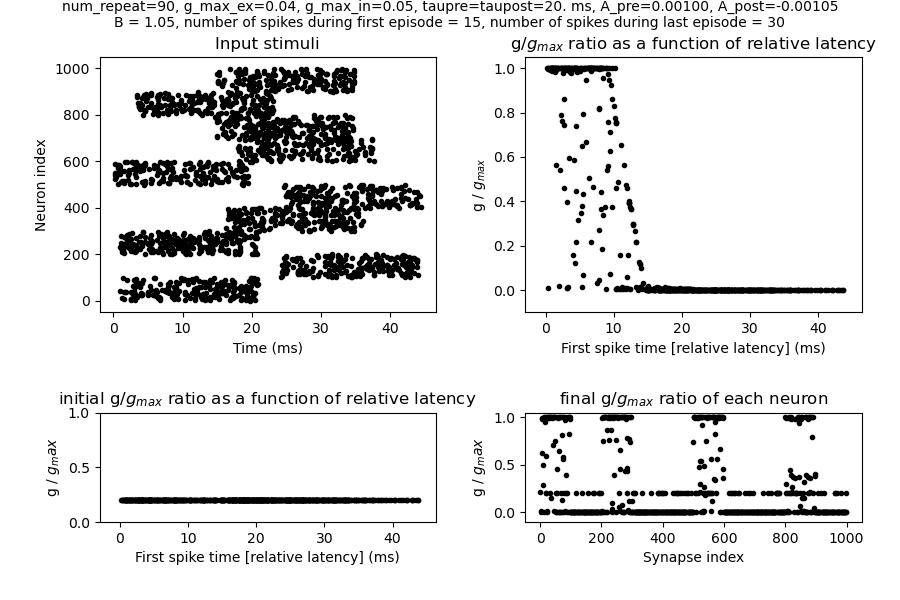 num_repeat=90, g_max_ex=0.04, g_max_in=0.05, taupre=taupost=20. ms, A_pre=0.00100, A_post=-0.00105
B = 1.05, number of spikes during first episode = 15, number of spikes during last episode = 30
Input stimuli
1000
800
600
400
200
0
Neuron index
0 10 20 30 40
Time (ms)
g/g_max ratio as a function of relative latency
1.0
0.8
0.6
0.4
0.2
0.0
g / g_max
0 10 20 30 40
First spike time [relative latency] (ms)
initial g/g_max ratio as a function of relative latency
1.0
0.5
0.0
g / g_max
0 10 20 30 40
First spike time [relative latency] (ms)
final g/g_max ratio of each neuron
1.0
0.5
0.0
g / g_max
0 200 400 600 800 1000
Synapse index